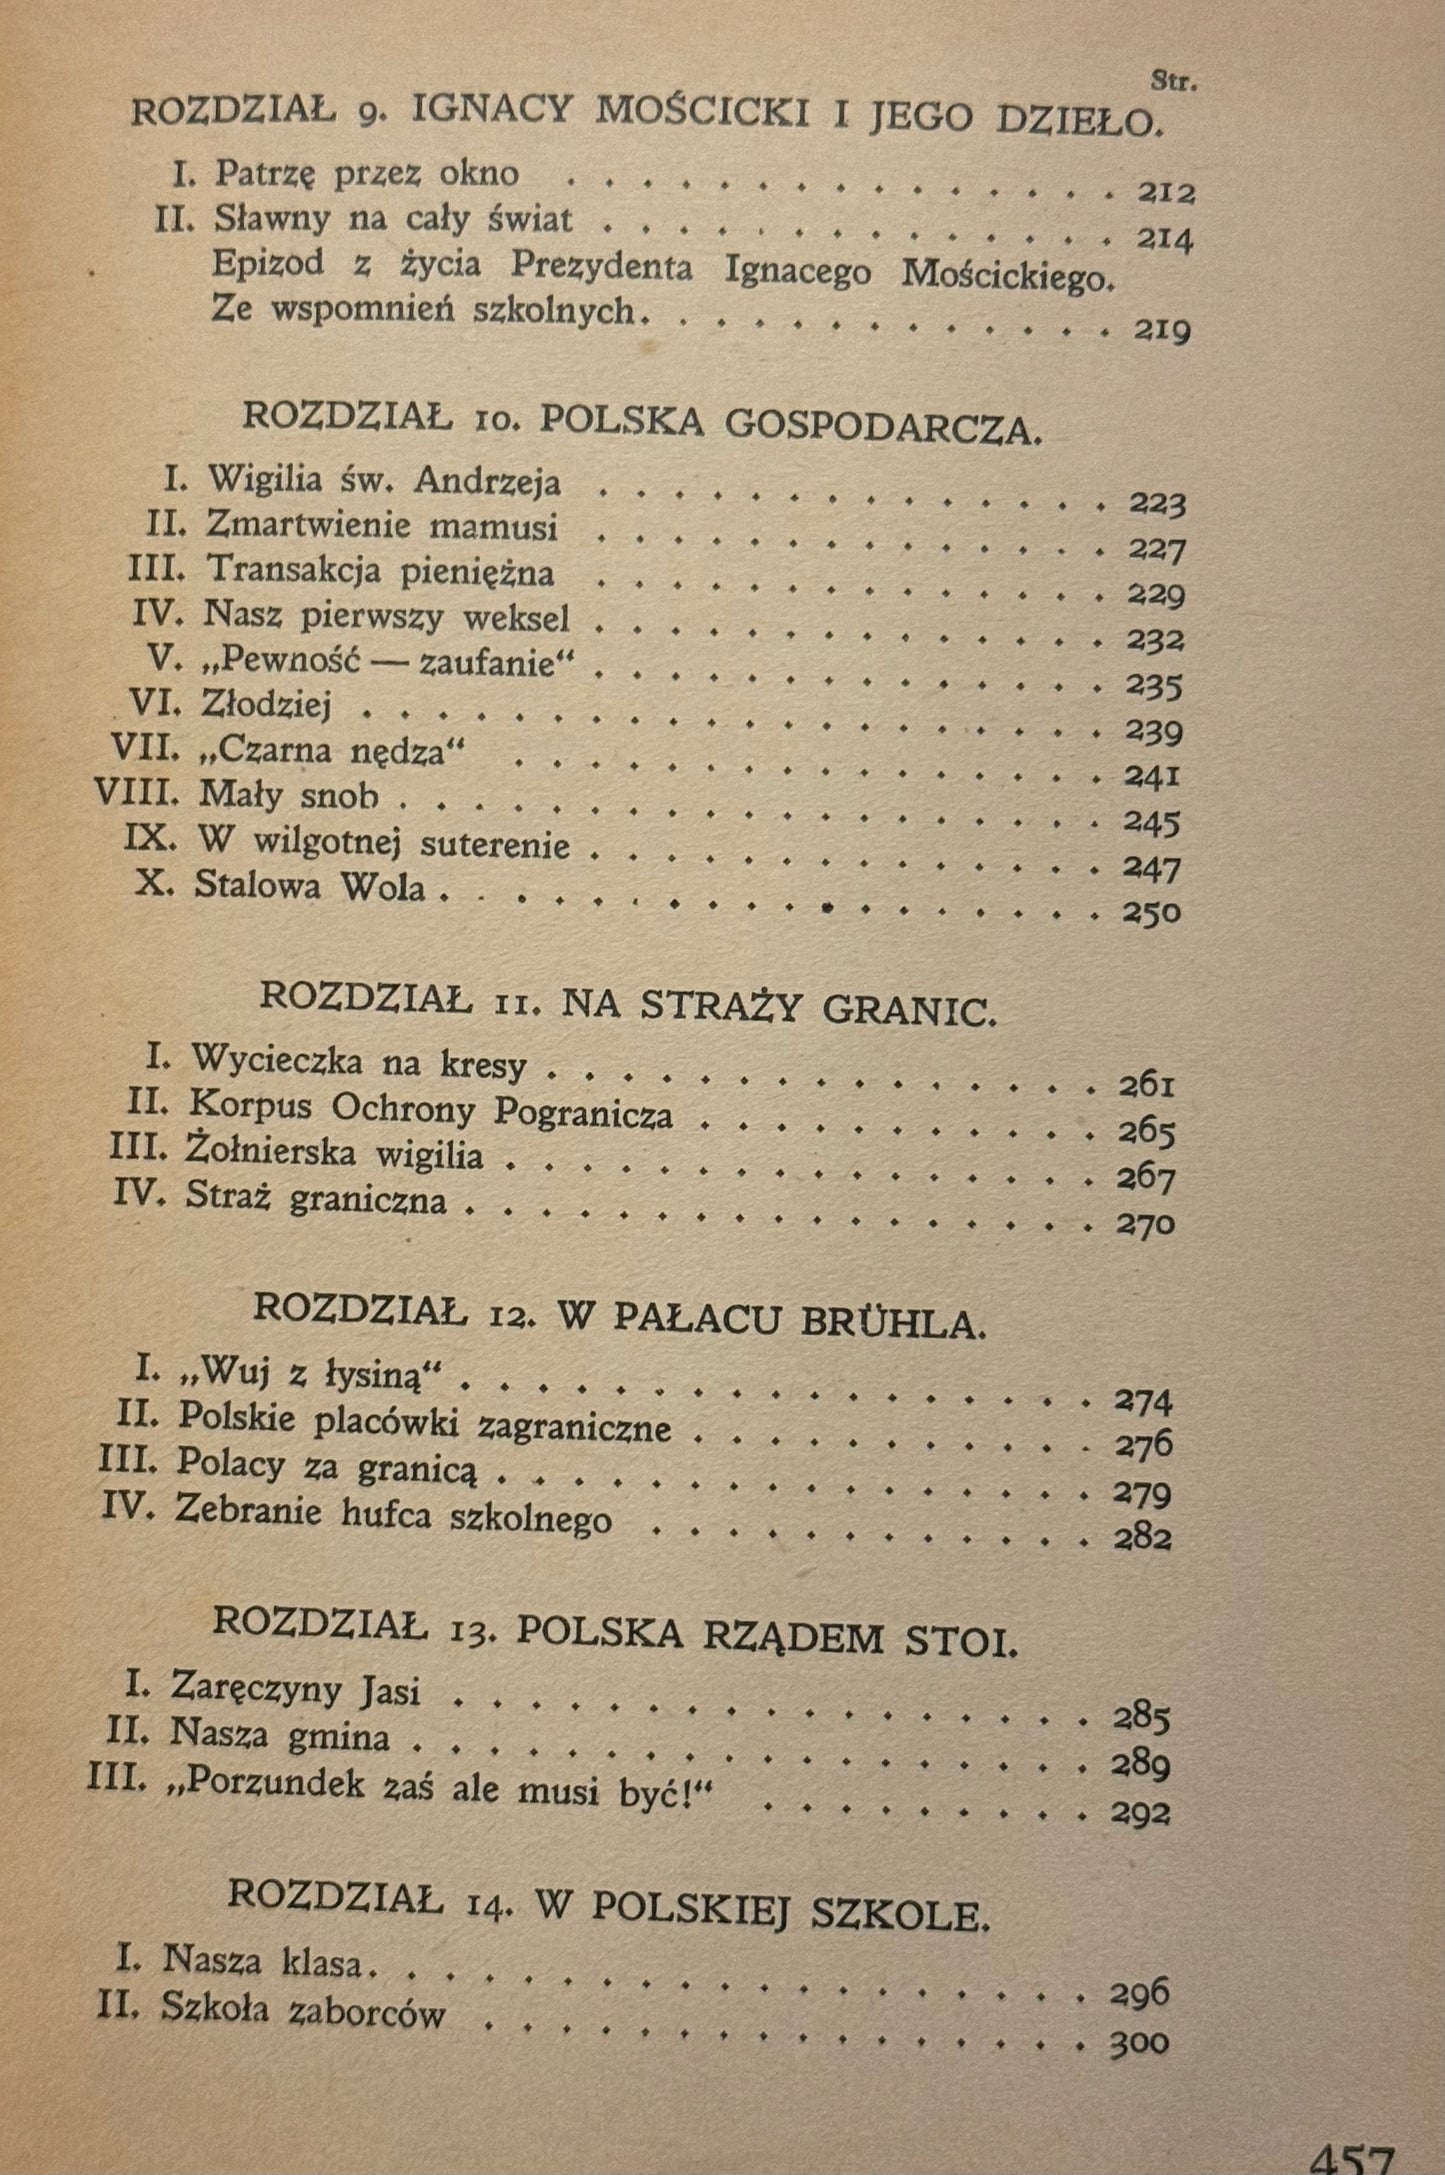 Str.
ROZDZIAŁ 9. IGNACY MOŚCICKI I JEGO DZIEŁO.
I. Patrzę przez okno . . . . . . . . . . . . . . . 212
II. Sławny na cały świat . . . . . . . . . . . . . . 214
Epizod z życia Prezydenta Ignacego Mościckiego.
Ze wspomnień szkolnych. . . . . . . . . . . . . 219
ROZDZIAŁ 10. POLSKA GOSPODARCZA.
I. Wigilia św. Andrzeja . . . . . . . . . . . . . . 223
II. Zmartwienie mamusi . . . . . . . . . . . . . . 227
III. Transakcja pieniężna . . . . . . . . . . . . . . 229
IV. Nasz pierwszy weksel . . . . . . . . . . . . . . 232
V. „Pewność — zaufanie“ . . . . . . . . . . . . . . 235
VI. Złodziej . . . . . . . . . . . . . . . . . . . . 239
VII. „Czarna nędza“ . . . . . . . . . . . . . . . . 241
VIII. Mały snob . . . . . . . . . . . . . . . . . . . 245
IX. W wilgotnej suterenie . . . . . . . . . . . . . . 247
X. Stalowa Wola . . . . . . . . . . . . . . . . . . 250
ROZDZIAŁ 11. NA STRAŻY GRANIC.
I. Wycieczka na kresy . . . . . . . . . . . . . . . 261
II. Korpus Ochrony Pogranicza . . . . . . . . . . . 265
III. Żołnierska wigilia . . . . . . . . . . . . . . . . 267
IV. Straż graniczna . . . . . . . . . . . . . . . . . 270
ROZDZIAŁ 12. W PAŁACU BRÜHLA.
I. „Wuj z łysiną“ . . . . . . . . . . . . . . . . . 274
II. Polskie placówki zagraniczne . . . . . . . . . . . 276
III. Polacy za granicą . . . . . . . . . . . . . . . . 279
IV. Zebranie hufca szkolnego . . . . . . . . . . . . 282
ROZDZIAŁ 13. POLSKA RZĄDEM STOI.
I. Zaręczyny Jasi . . . . . . . . . . . . . . . . . 285
II. Nasza gmina . . . . . . . . . . . . . . . . . . 289
III. „Porzundek zaś ale musi być!“ . . . . . . . . . 292
ROZDZIAŁ 14. W POLSKIEJ SZKOLE.
I. Nasza klasa. . . . . . . . . . . . . . . . . . . 296
II. Szkoła zaborców . . . . . . . . . . . . . . . . 300
457